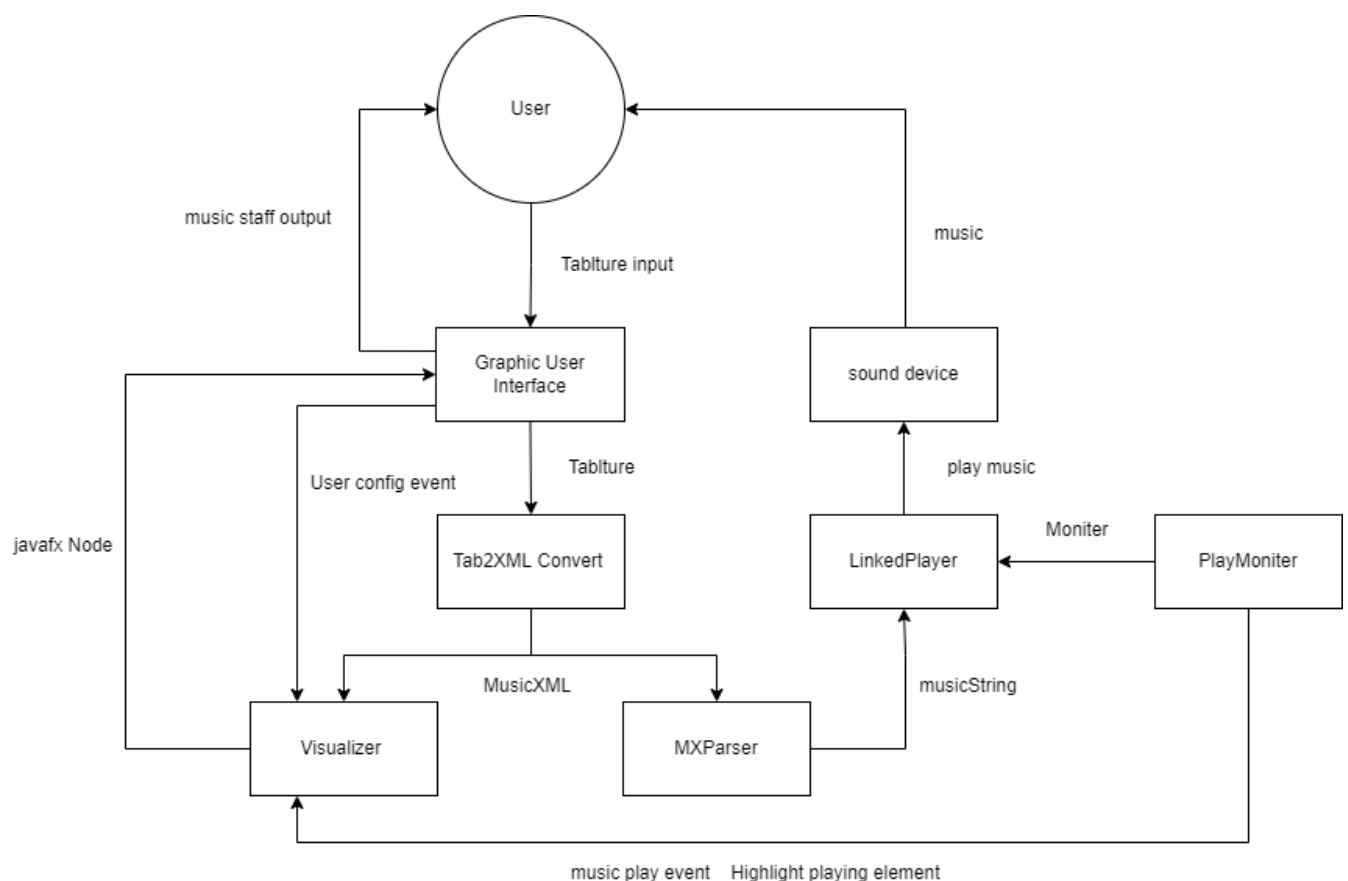 User
music staff output
music
Tablture input
Graphic User
Interface
sound device
User config event
Tablture
play music
javafx Node
Tab2XML Convert
LinkedPlayer
Moniter
PlayMoniter
MusicXML
musicString
Visualizer
MXParser
music play event Highlight playing element